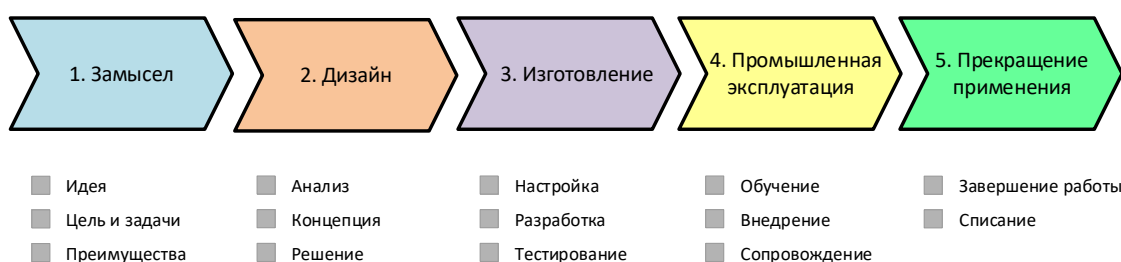 1. Замысел
2. Дизайн
3. Изготовление
4. Промышленная
эксплуатация
5. Прекращение
применения
Идея
Цель и задачи
Преимущества
Анализ
Концепция
Решение
Настройка
Разработка
Тестирование
Обучение
Внедрение
Сопровождение
Завершение работы
Списание